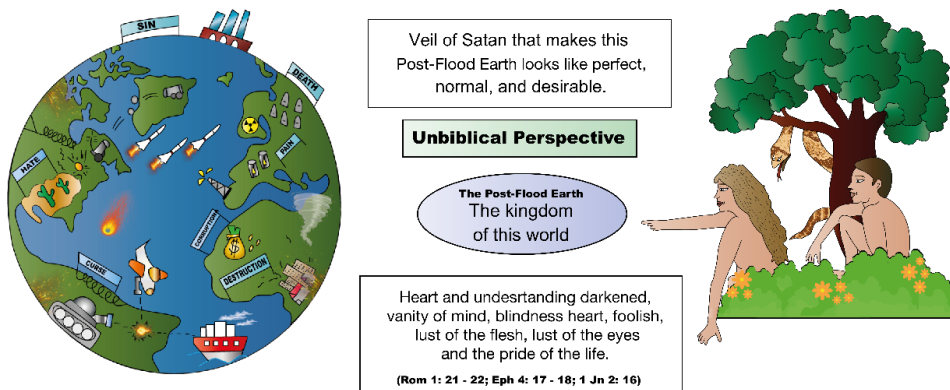 SIN
DEATH
HATE
PAIN
CORRUPTION
CURSE
DESTRUCTION
$
Veil of Satan that makes this
Post-Flood Earth looks like perfect,
normal, and desirable.
Unbiblical Perspective
The Post-Flood Earth
The kingdom
of this world
Heart and undesrtanding darkened,
vanity of mind, blindness heart, foolish,
lust of the flesh, lust of the eyes
and the pride of the life.
(Rom 1: 21 - 22; Eph 4: 17 - 18; 1 Jn 2: 16)